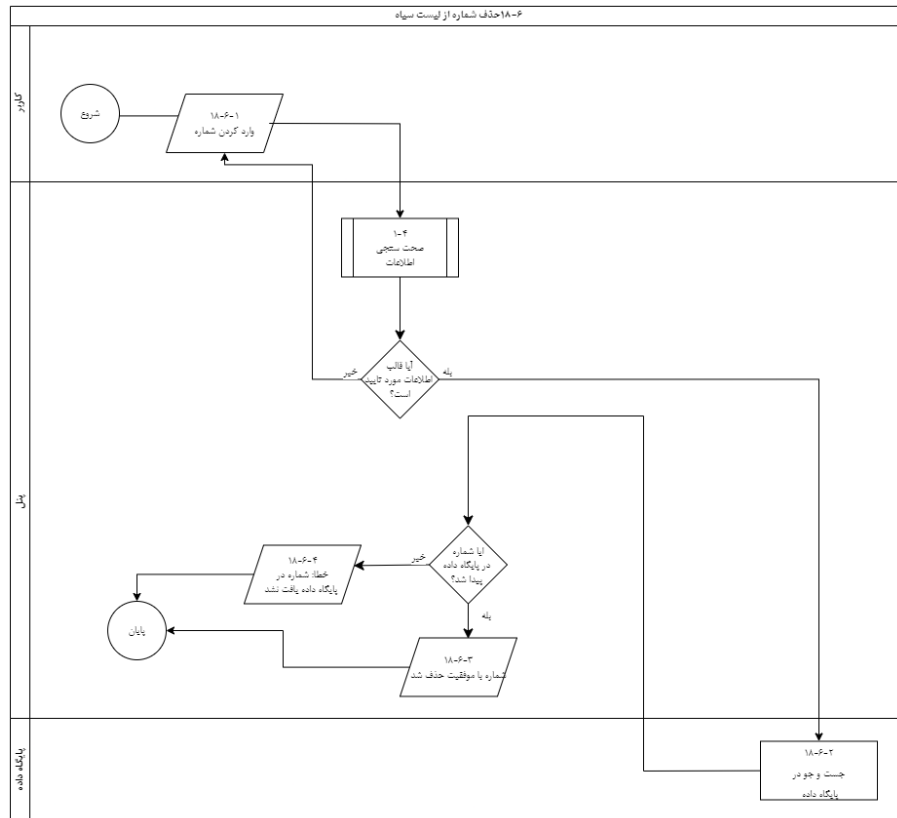 ۱۸-۶حذف شماره از لیست سیاه
کاربر
شروع
۱۸-۶-۱
وارد کردن شماره
پنل
۱-۴
صحت سنجی
اطلاعات
آیا قالب
اطلاعات مورد تایید
است؟
خیر
بله
ایا شماره
در پایگاه داده
پیدا شد؟
خیر
بله
۱۸-۶-۴
خطا: شماره در
پایگاه داده یافت نشد
پایان
۱۸-۶-۳
شماره با موفقیت حذف شد
پایگاه داده
۱۸-۶-۲
جست و جو در
پایگاه داده